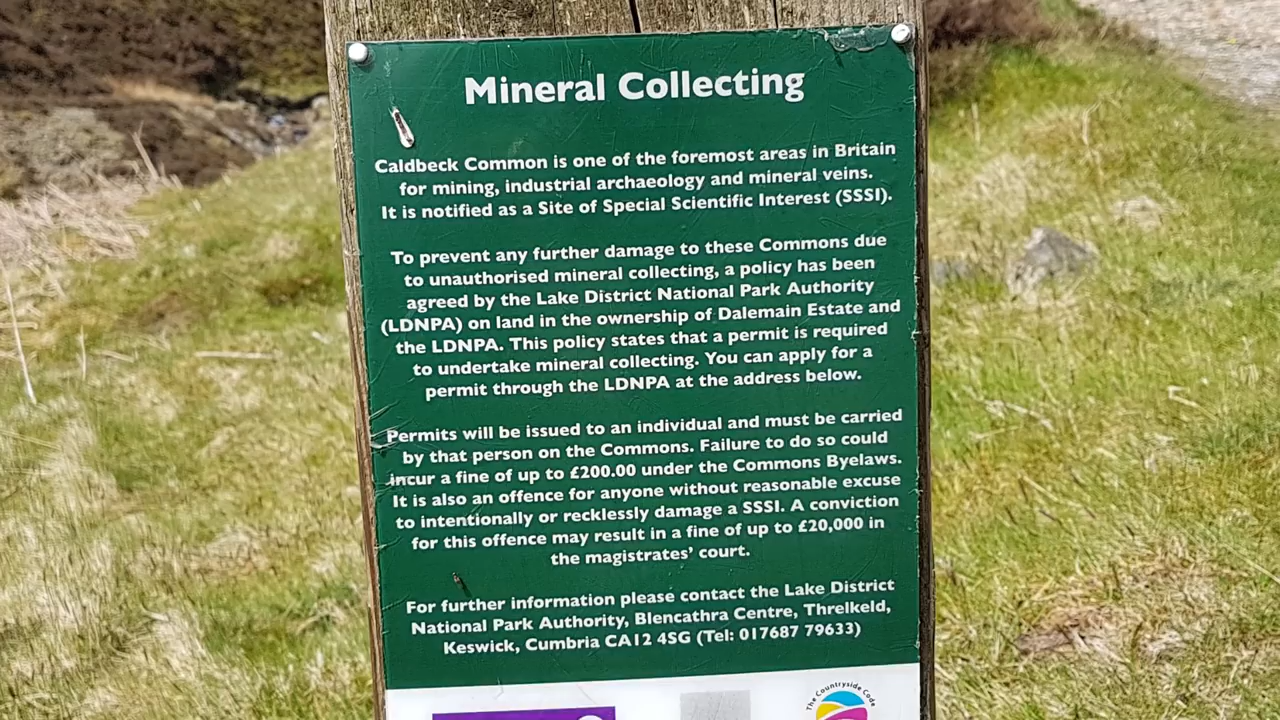 Mineral Collecting
Caldbeck Common is one of the foremost areas in Britain
for mining, industrial archaeology and mineral veins.
It is notified as a Site of Special Scientific Interest (SSSI).
To prevent any further damage to these Commons due
to unauthorised mineral collecting, a policy has been
agreed by the Lake District National Park Authority
(LDNPA) on land in the ownership of Dalemain Estate and
the LDNPA. This policy states that a permit is required
to undertake mineral collecting. You can apply for a
permit through the LDNPA at the address below.
Permits will be issued to an individual and must be carried
by that person on the Commons. Failure to do so could
incur a fine of up to £200.00 under the Commons Byelaws.
It is also an offence for anyone without reasonable excuse
to intentionally or recklessly damage a SSSI. A conviction
for this offence may result in a fine of up to £20,000 in
the magistrates’ court.
For further information please contact the Lake District
National Park Authority, Blencathra Centre, Threlkeld,
Keswick, Cumbria CA12 4SG (Tel: 017687 79633)
The Countryside Code